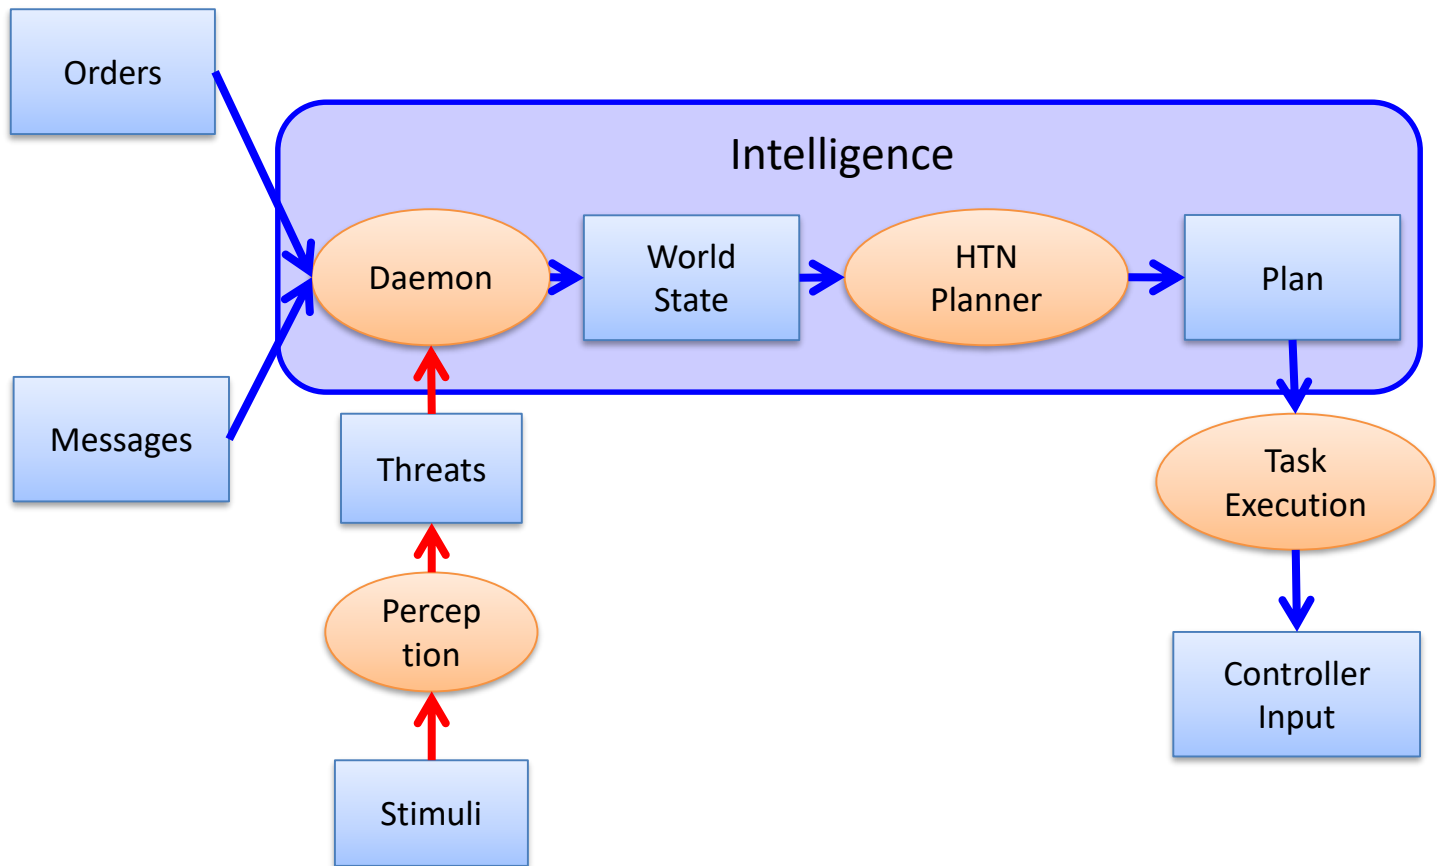 Orders
Intelligence
Daemon
World
State
HTN
Planner
Plan
Messages
Threats
Task
Execution
Percep
tion
Controller
Input
Stimuli